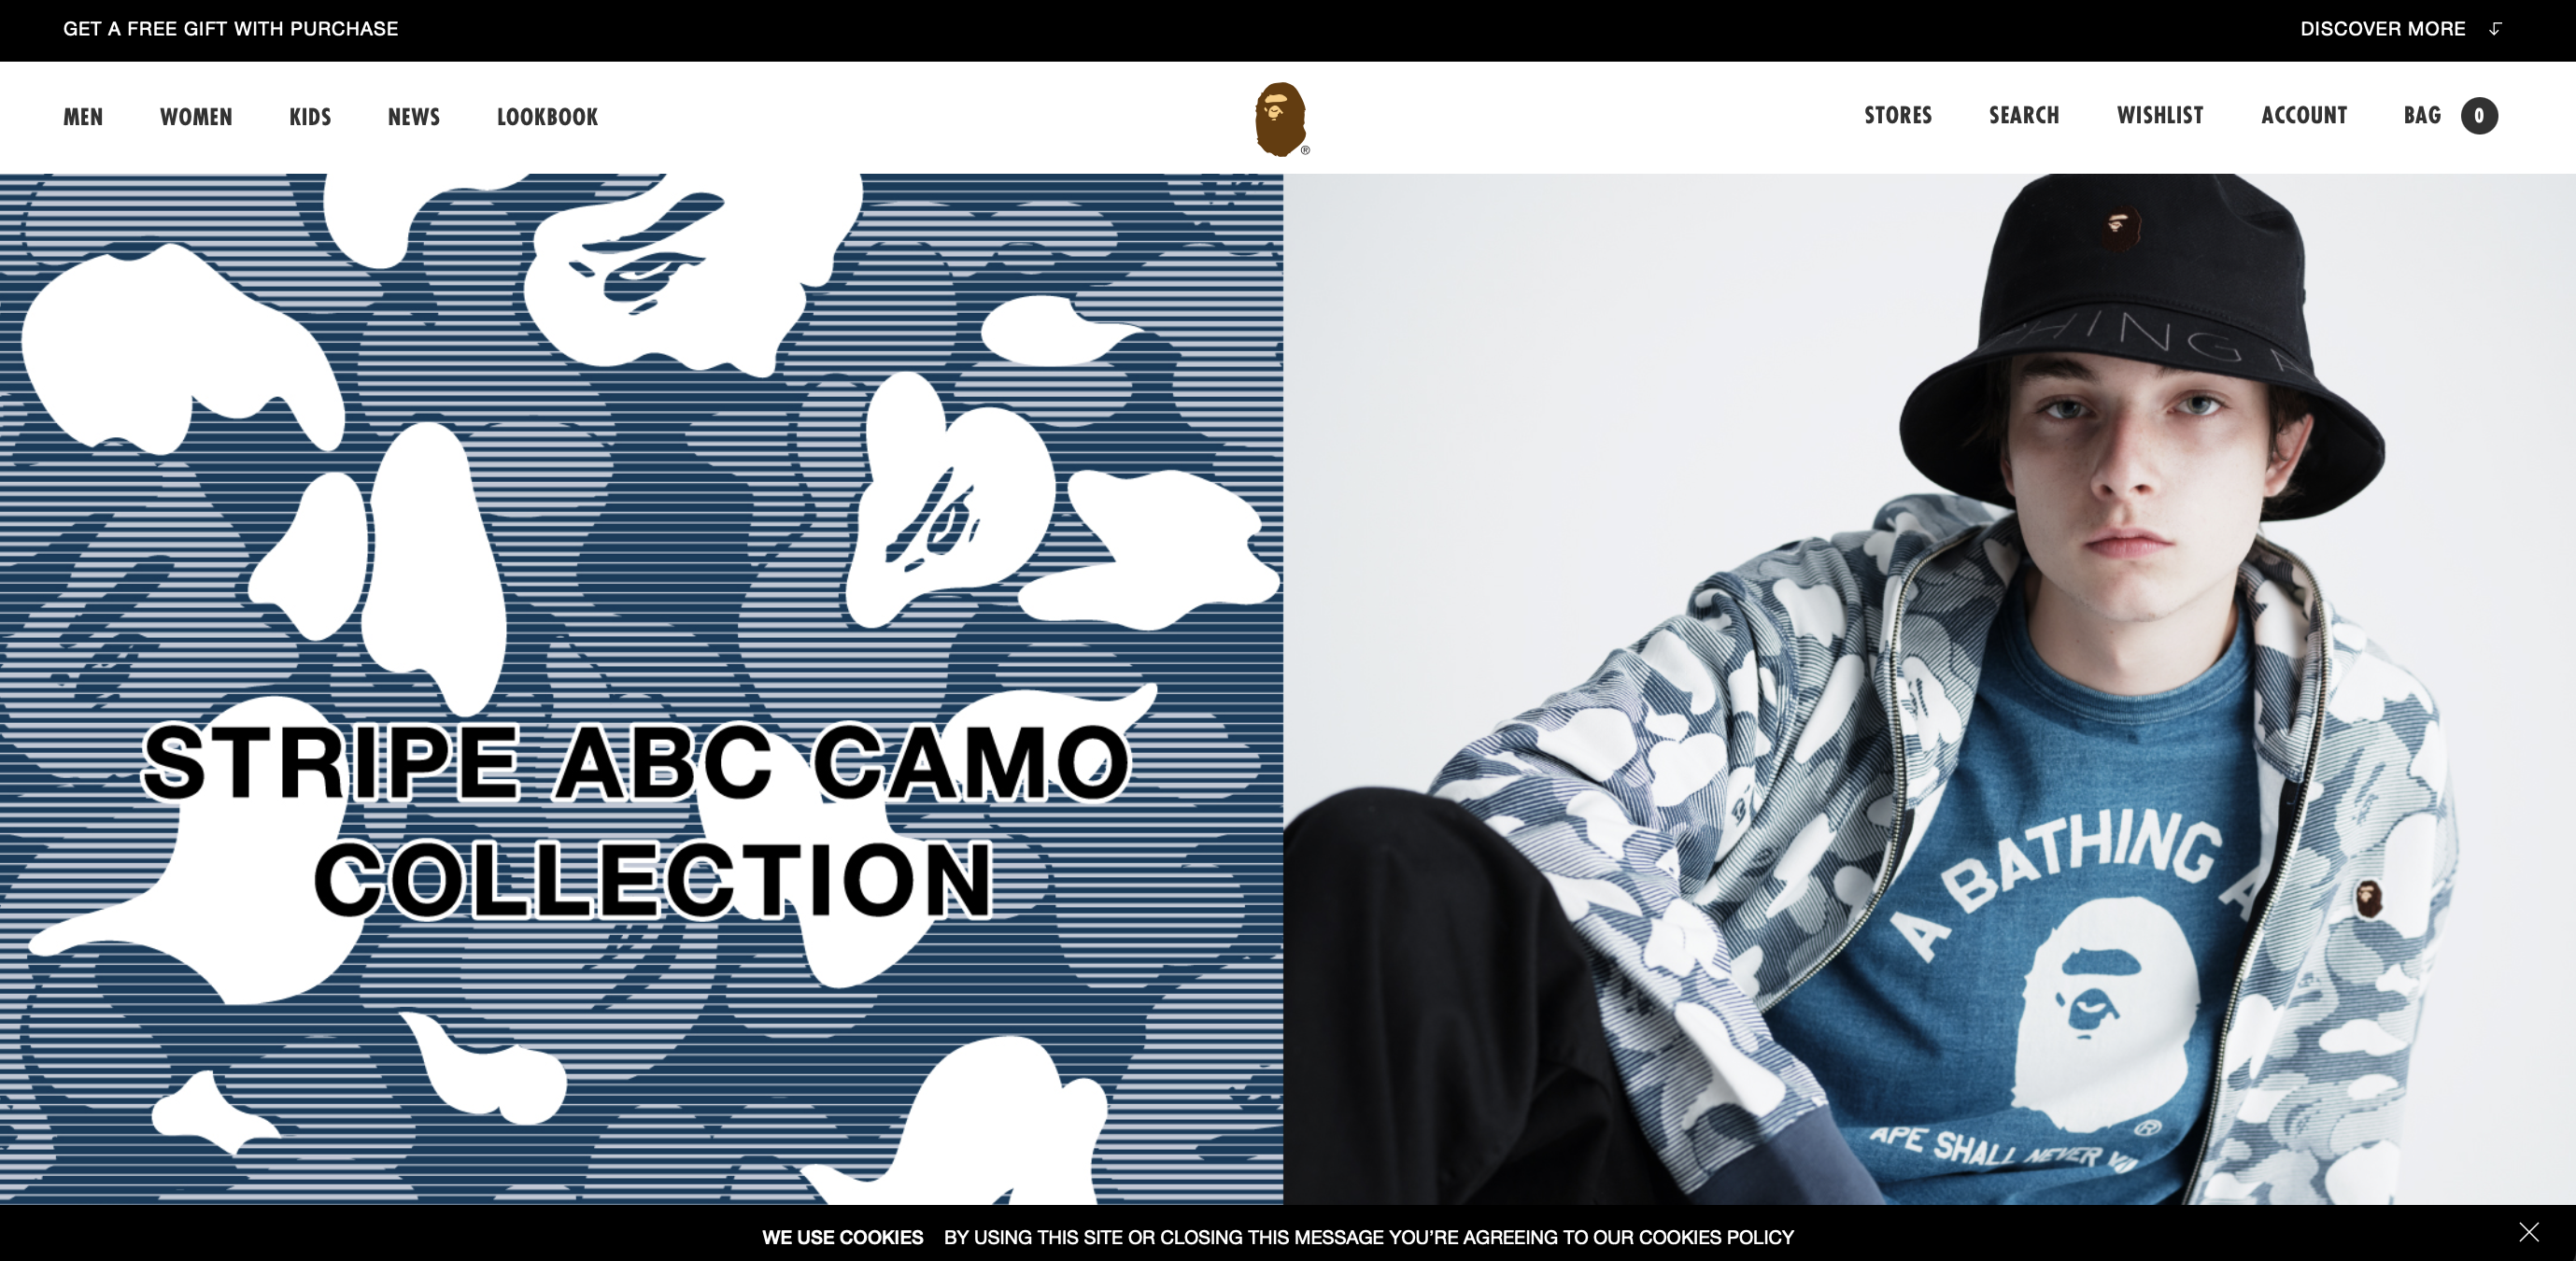 GET A FREE GIFT WITH PURCHASE
DISCOVER MORE
MEN WOMEN KIDS NEWS LOOKBOOK
®
STORES SEARCH WISHLIST ACCOUNT BAG 0
HING
STRIPE ABC CAMO
COLLECTION
A BATHING A
®
APE SHALL NEVER
WE USE COOKIES BY USING THIS SITE OR CLOSING THIS MESSAGE YOU’RE AGREEING TO OUR COOKIES POLICY